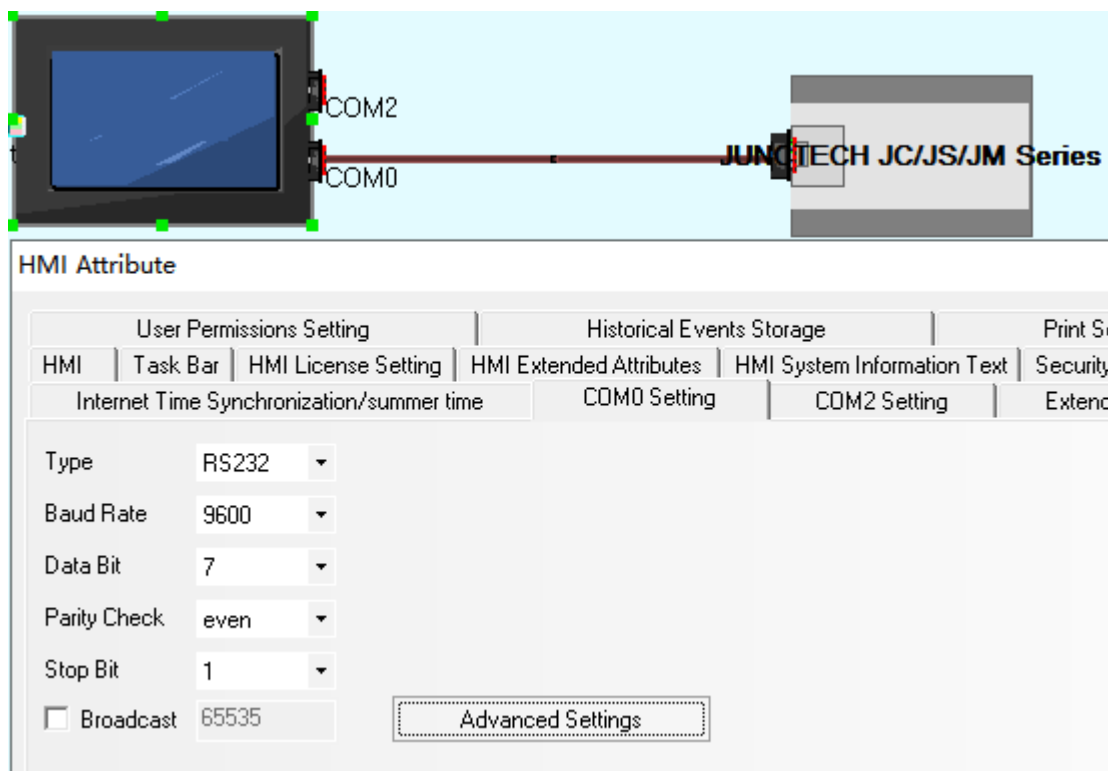 COM2
t
JUNCTECH JC/JS/JM Series
COM0
HMI Attribute
User Permissions Setting Historical Events Storage Print
HMI Task Bar HMI License Setting HMI Extended Attributes HMI System Information Text Security
Internet Time Synchronization/summer time COM0 Setting COM2 Setting
Type RS232
Baud Rate 9600
Data Bit 7
Parity Check even
Stop Bit 1
Broadcast 65535 Advanced Settings